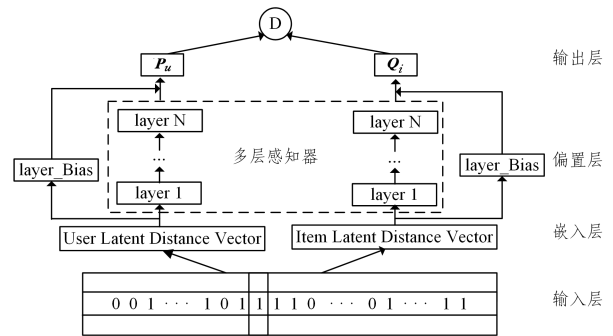 D
P_u Q_i 输出层
layer N layer N
... 多层感知器 ...
layer_Bias layer_Bias 偏置层
layer 1 layer 1
User Latent Distance Vector Item Latent Distance Vector 嵌入层
0 0 1 ··· 1 0 1 1 1 1 0 ··· 0 1 ··· 1 1 输入层